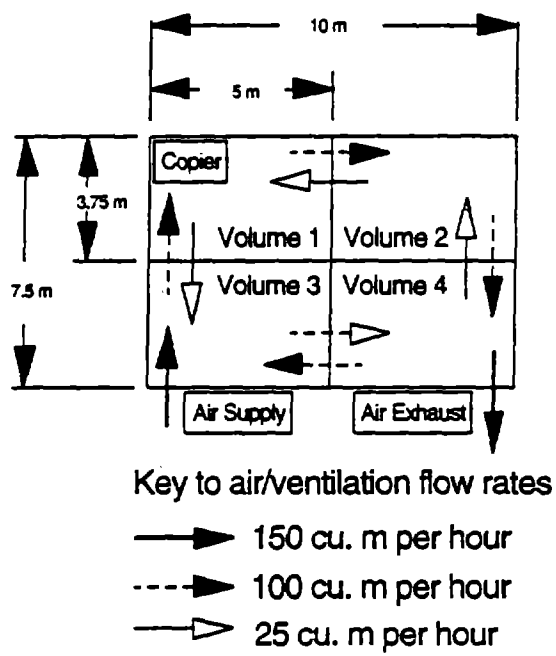 10 m
5 m
Copier
3.75 m
Volume 1
Volume 2
7.5 m
Volume 3
Volume 4
Air Supply
Air Exhaust
Key to air/ventilation flow rates
150 cu. m per hour
100 cu. m per hour
25 cu. m per hour